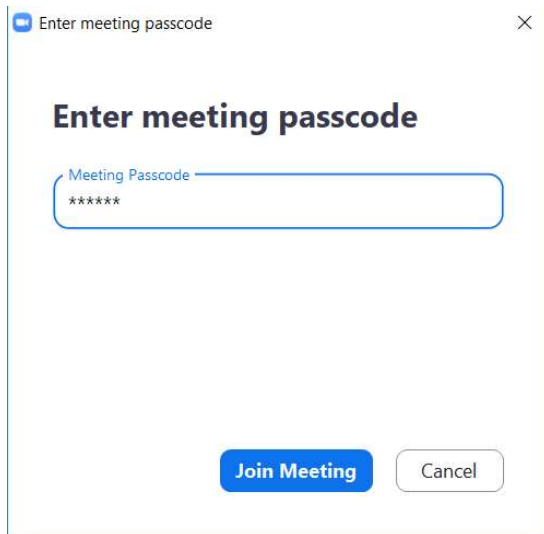 Enter meeting passcode
Enter meeting passcode
Meeting Passcode
******
Join Meeting Cancel